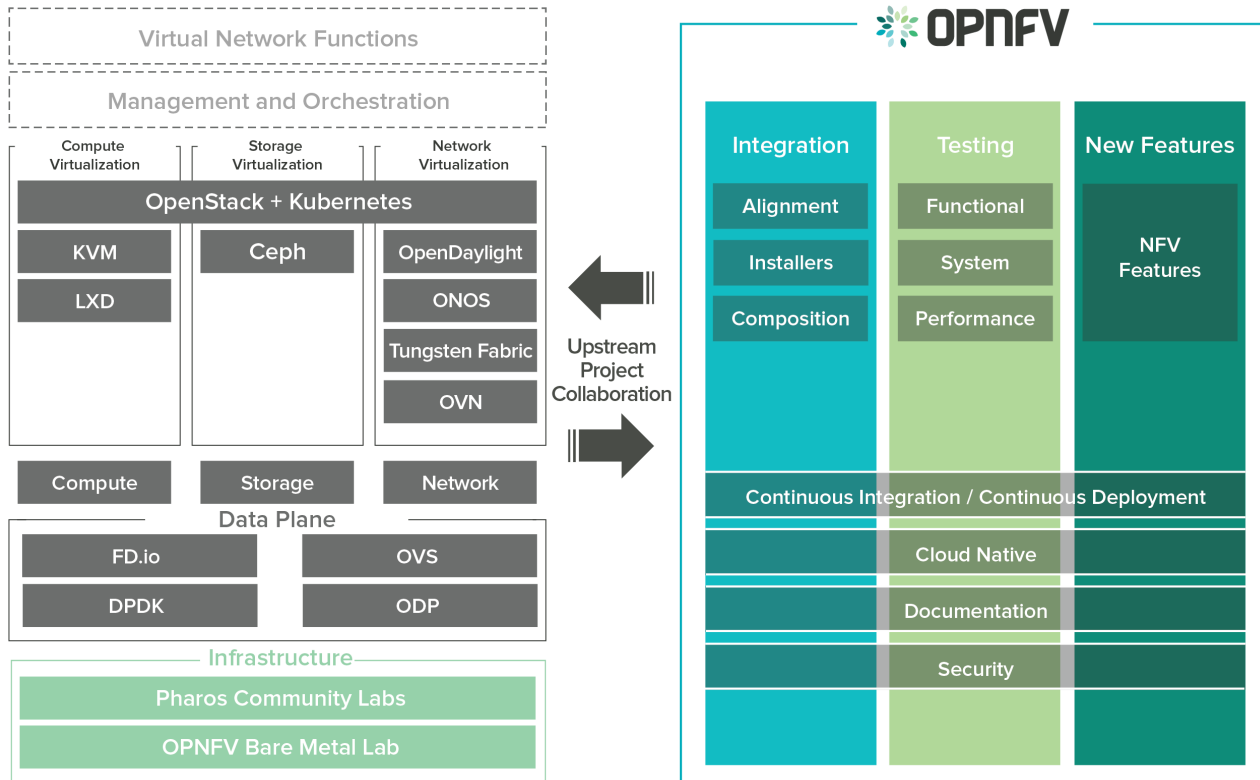 Virtual Network Functions
Management and Orchestration
Compute
Virtualization
Storage
Virtualization
Network
Virtualization
OpenStack + Kubernetes
KVM
LXD
Ceph
OpenDaylight
ONOS
Tungsten Fabric
OVN
Compute
Storage
Network
Data Plane
FD.io
OVS
DPDK
ODP
Infrastructure
Pharos Community Labs
OPNFV Bare Metal Lab
Upstream
Project
Collaboration
OPNFV
Integration
Alignment
Installers
Composition
Testing
Functional
System
Performance
New Features
NFV
Features
Continuous Integration / Continuous Deployment
Cloud Native
Documentation
Security